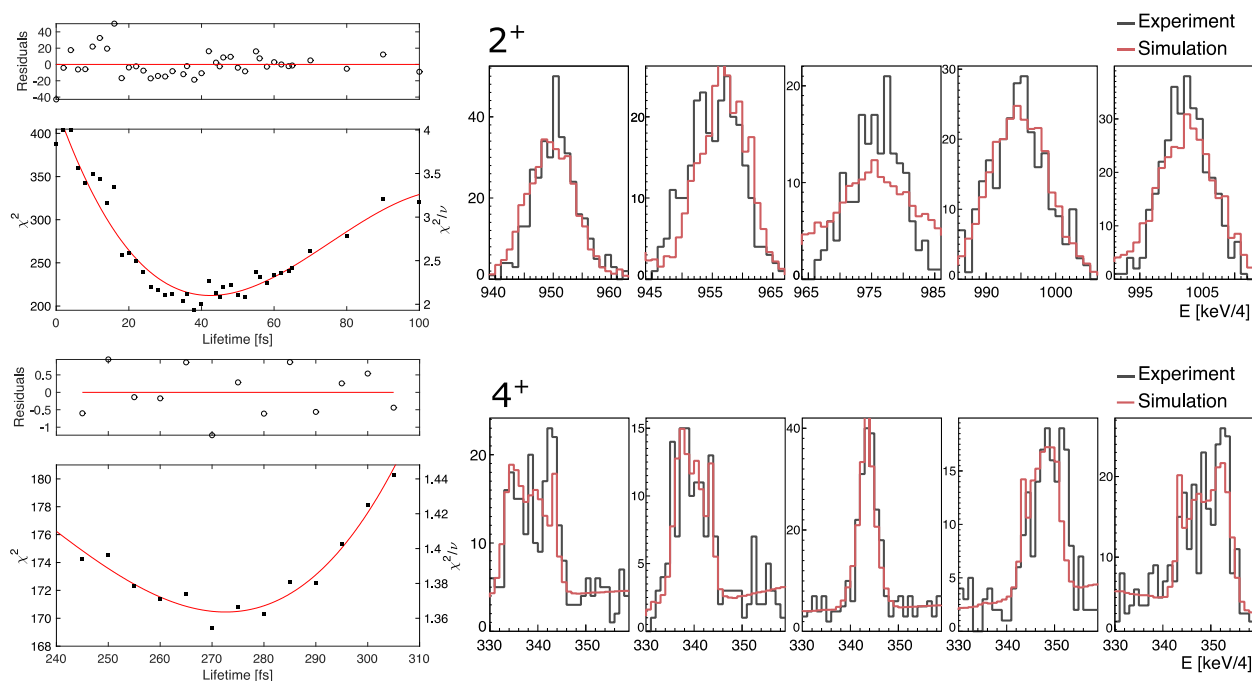 Residuals
40
20
0
-20
-40
χ²
400
350
300
250
200
4
3.5
3
2.5
2
χ²/ν
0 20 40 60 80 100
Lifetime [fs]
Residuals
0.5
0
-0.5
-1
χ²
180
178
176
174
172
170
168
1.44
1.42
1.4
1.38
1.36
χ²/ν
240 250 260 270 280 290 300 310
Lifetime [fs]
2⁺
Experiment
Simulation
40
20
0
940 950 960
20
10
0
945 955 965
20
10
0
965 975 985
30
20
10
0
990 1000
30
20
10
0
995 1005
E [keV/4]
4⁺
Experiment
Simulation
20
10
0
330 340 350
15
10
5
0
330 340 350
40
20
0
330 340 350
15
10
5
0
330 340 350
20
10
0
330 340 350
E [keV/4]